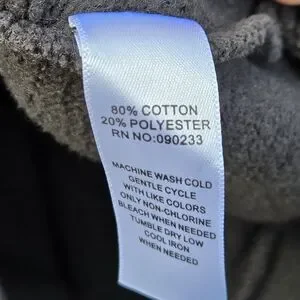 80% COTTON
20% POLYESTER
RN NO:090233
MACHINE WASH COLD
GENTLE CYCLE
WITH LIKE COLORS
ONLY NON-CHLORINE
BLEACH WHEN NEEDED
TUMBLE DRY LOW
COOL IRON
WHEN NEEDED